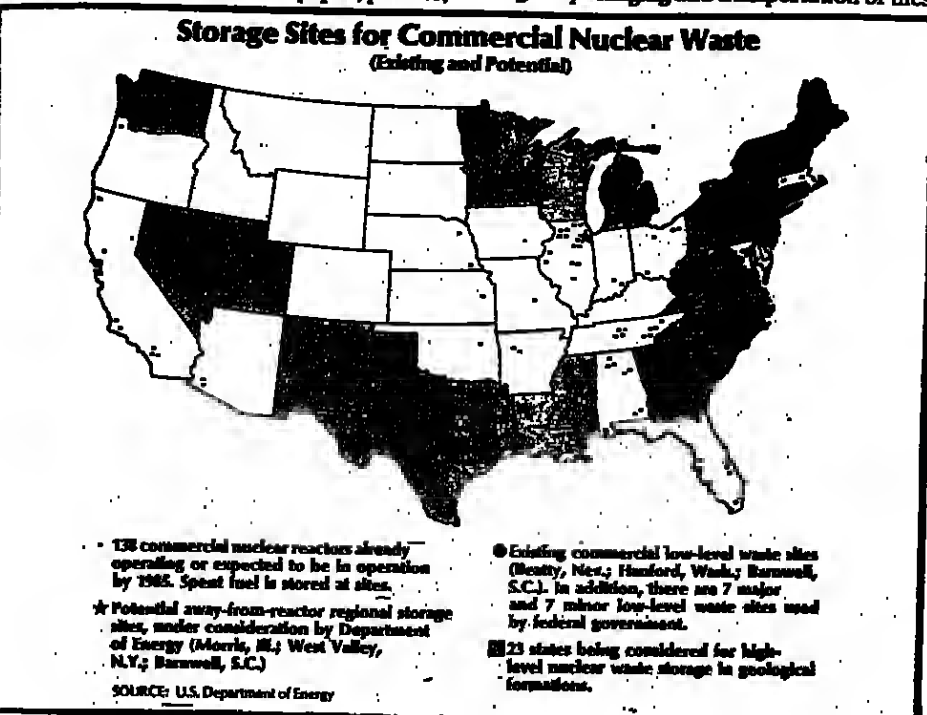 Storage Sites for Commercial Nuclear Waste
(Existing and Potential)
• 138 commercial nuclear reactors already
operating or expected to be in operation
by 1985. Spent fuel is stored at sites.
☆ Potential away-from-reactor regional storage
sites, under consideration by Department
of Energy (Morris, Ill.; West Valley,
N.Y.; Barnwell, S.C.)
SOURCE: U.S. Department of Energy
● Existing commercial low-level waste sites
(Beatty, Nev.; Hanford, Wash.; Barnwell,
S.C.). In addition, there are 7 major
and 7 minor low-level waste sites used
by federal government.
23 states being considered for high-
level nuclear waste storage in geological
formations.